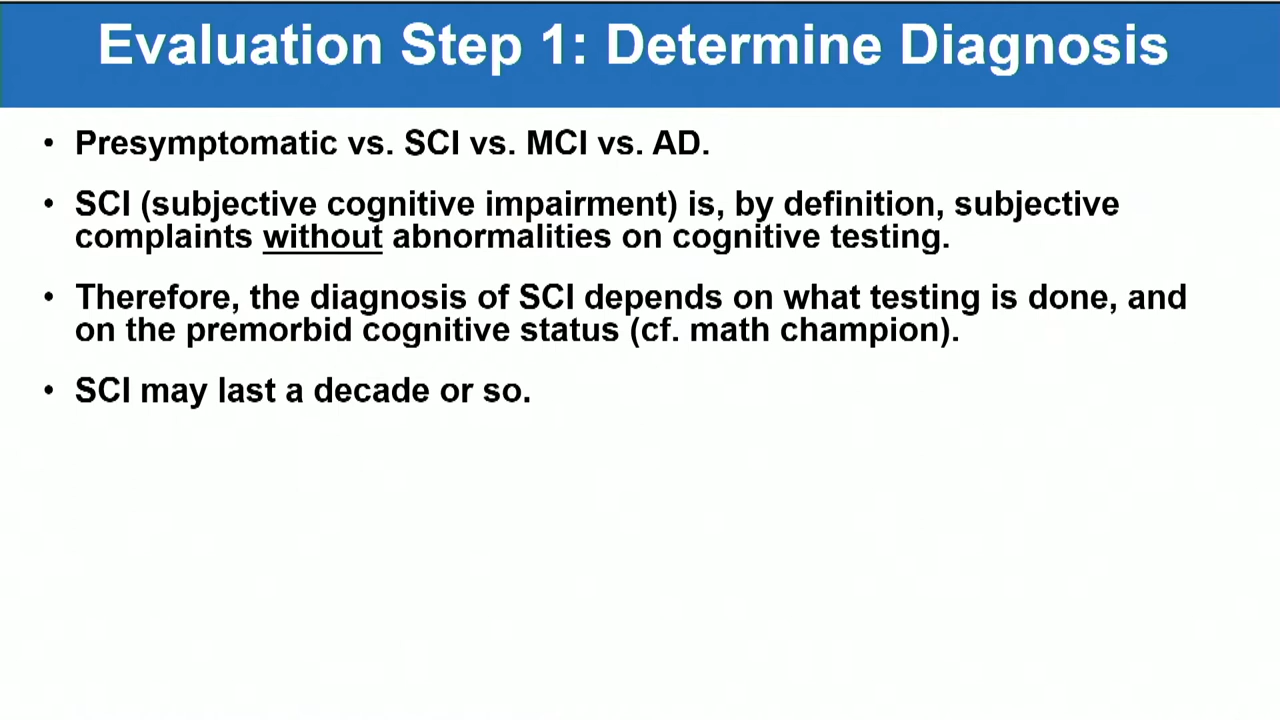 Evaluation Step 1: Determine Diagnosis
• Presymptomatic vs. SCI vs. MCI vs. AD.
• SCI (subjective cognitive impairment) is, by definition, subjective
complaints without abnormalities on cognitive testing.
• Therefore, the diagnosis of SCI depends on what testing is done, and
on the premorbid cognitive status (cf. math champion).
• SCI may last a decade or so.